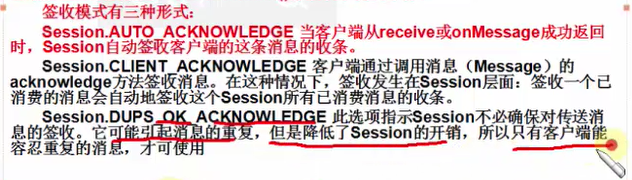 签收模式有三种形式：
Session.AUTO_ACKNOWLEDGE 当客户端从receive或onMessage成功返回
时，Session自动签收客户端的这条消息的收条。
Session.CLIENT_ACKNOWLEDGE 客户端通过调用消息（Message）的
acknowledge方法签收消息。在这种情况下，签收发生在Session层面：签收一个已
消费的消息会自动地签收这个Session所有已消费消息的收条。
Session.DUPS_OK_ACKNOWLEDGE 此选项指示Session不必确保对传送消
息的签收。它可能引起消息的重复，但是降低了Session的开销，所以只有客户端能
容忍重复的消息，才可使用